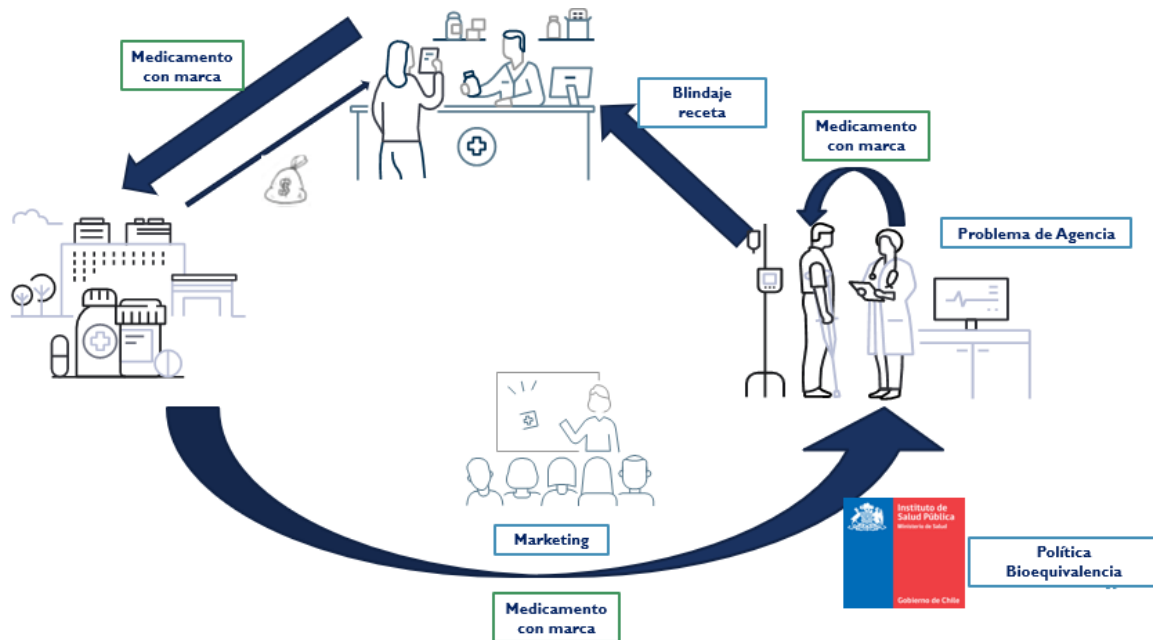 Medicamento
con marca
Blindaje
receta
Medicamento
con marca
$
Problema de Agencia
Marketing
Instituto de
Salud Pública
Ministerio de Salud
Gobierno de Chile
Política
Bioequivalencia
Medicamento
con marca